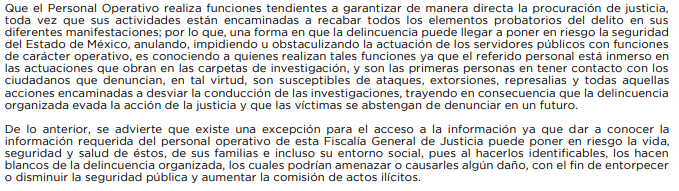 Que el Personal Operativo realiza funciones tendientes a garantizar de manera directa la procuración de justicia,
toda vez que sus actividades están encaminadas a recabar todos los elementos probatorios del delito en sus
diferentes manifestaciones; por lo que, una forma en que la delincuencia puede llegar a poner en riesgo la seguridad
del Estado de México, anulando, impidiendo u obstaculizando la actuación de los servidores públicos con funciones
de carácter operativo, es conociendo a quienes realizan tales funciones ya que el referido personal está inmerso en
las actuaciones que obran en las carpetas de investigación, y son las primeras personas en tener contacto con los
ciudadanos que denuncian, en tal virtud, son susceptibles de ataques, extorsiones, represalias y todas aquellas
acciones encaminadas a desviar la conducción de las investigaciones, trayendo en consecuencia que la delincuencia
organizada evada la acción de la justicia y que las víctimas se abstengan de denunciar en un futuro.
De lo anterior, se advierte que existe una excepción para el acceso a la información ya que dar a conocer la
información requerida del personal operativo de esta Fiscalía General de Justicia puede poner en riesgo la vida,
seguridad y salud de éstos, de sus familias e incluso su entorno social, pues al hacerlos identificables, los hacen
blancos de la delincuencia organizada, los cuales podrían amenazar o causarles algún daño, con el fin de entorpecer
o disminuir la seguridad pública y aumentar la comisión de actos ilícitos.